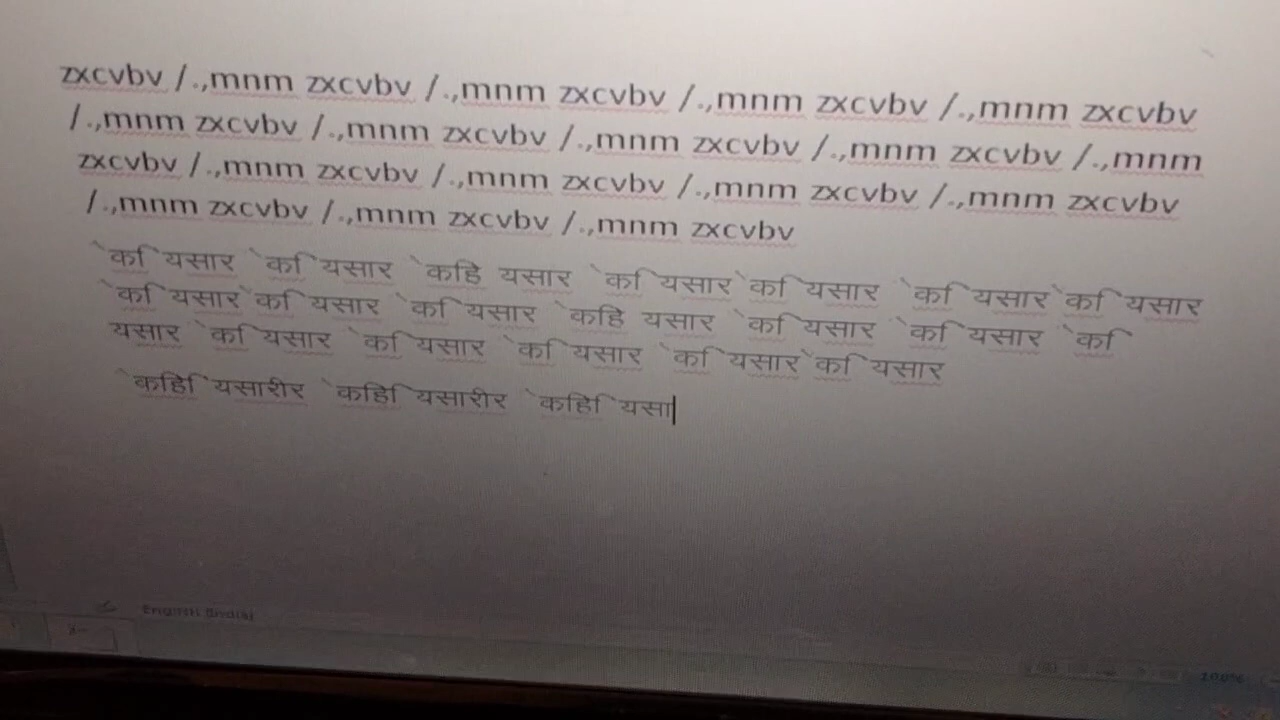 zxcvbv /.,mnm zxcvbv /.,mnm zxcvbv /.,mnm zxcvbv /.,mnm zxcvbv
/.,mnm zxcvbv /.,mnm zxcvbv /.,mnm zxcvbv /.,mnm zxcvbv /.,mnm
zxcvbv /.,mnm zxcvbv /.,mnm zxcvbv /.,mnm zxcvbv /.,mnm zxcvbv
/.,mnm zxcvbv /.,mnm zxcvbv /.,mnm zxcvbv
`कि यसार `कि यसार `कहि यसार `कि यसार `कि यसार `कि यसार `कि यसार
`कि यसार `कि यसार `कि यसार `कहि यसार `कि यसार `कि यसार `कि
यसार `कि यसार `कि यसार `कि यसार `कि यसार `कि यसार
`कहि यसारीर `कहि यसारीर `कहि यसा
English (India)
100%